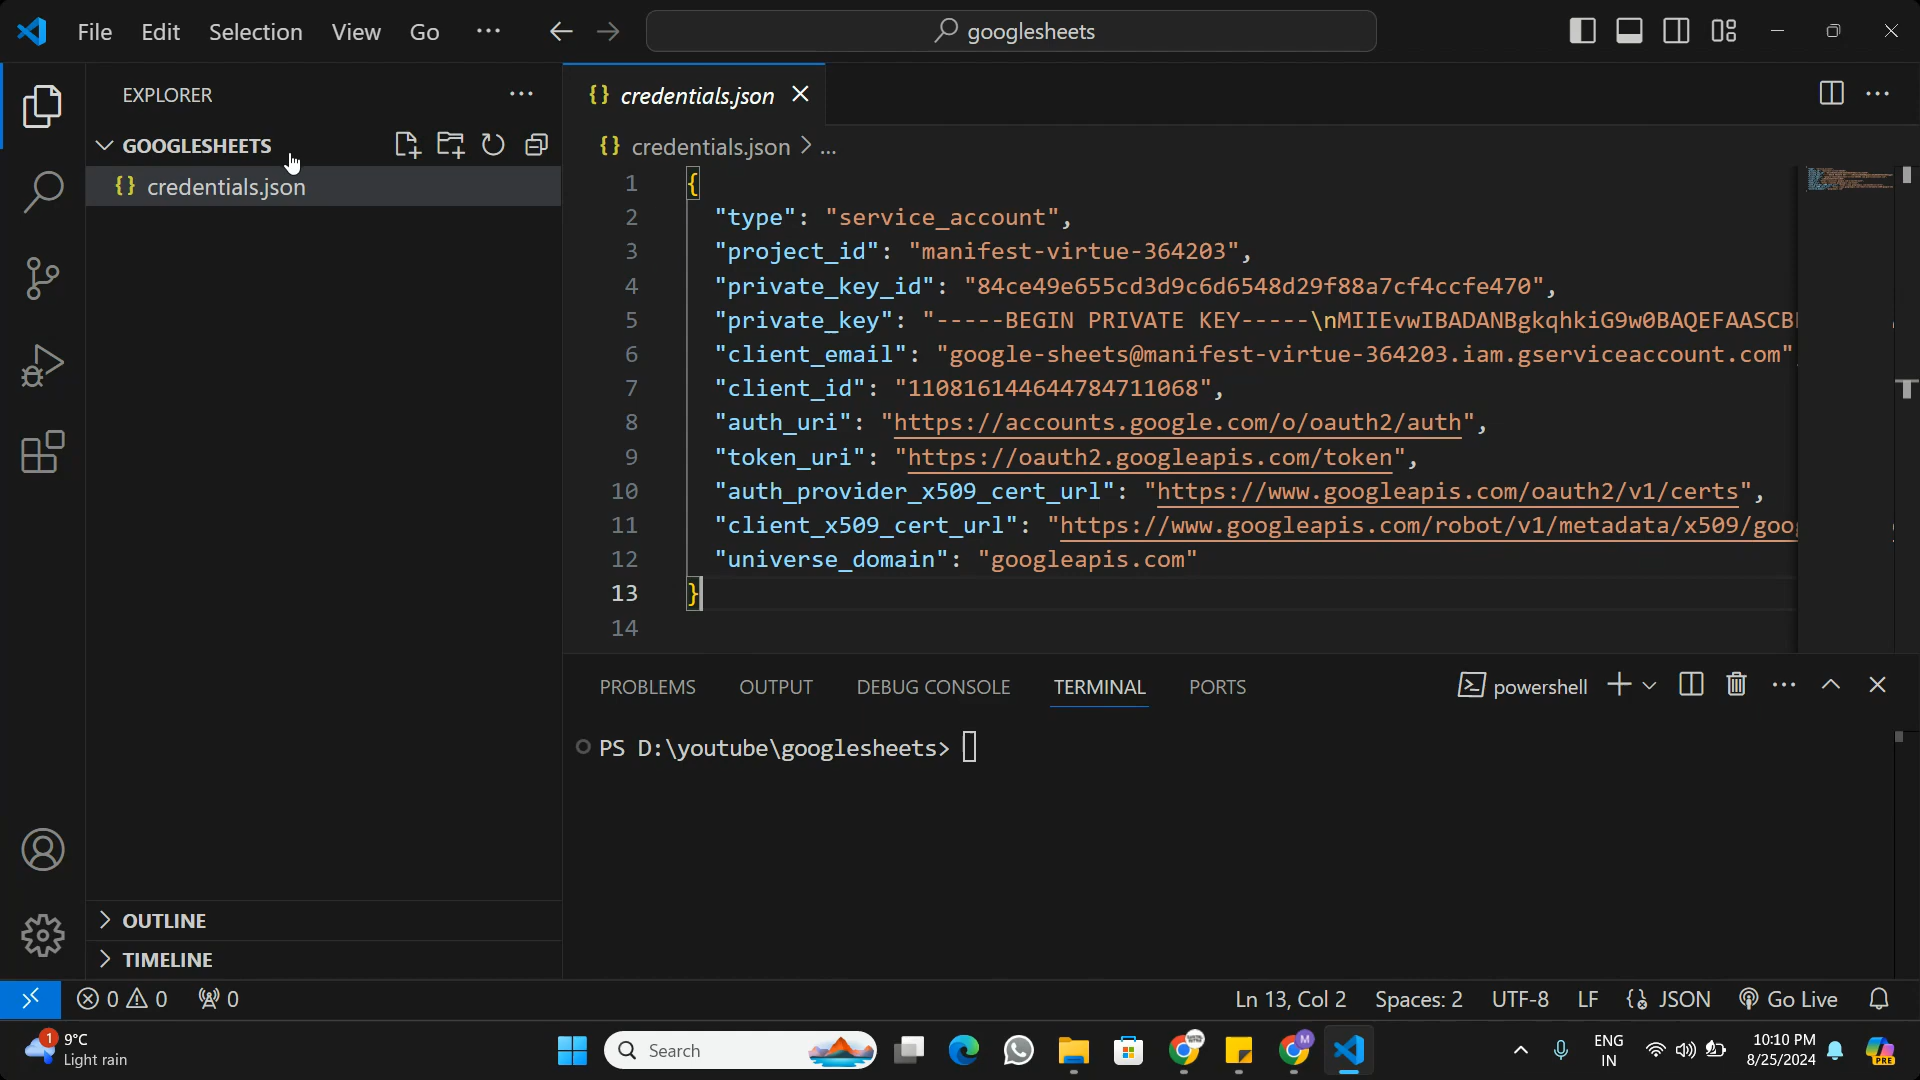 File Edit Selection View Go ··· googlesheets
EXPLORER ···
GOOGLESHEETS
{} credentials.json
{} credentials.json
{} credentials.json > ...
1 {
2 "type": "service_account",
3 "project_id": "manifest-virtue-364203",
4 "private_key_id": "84ce49e655cd3d9c6d6548d29f88a7cf4ccfe470",
5 "private_key": "-----BEGIN PRIVATE KEY-----\nMIIEvwIBADANBgkqhkiG9w0BAQEFAASCB
6 "client_email": "google-sheets@manifest-virtue-364203.iam.gserviceaccount.com"
7 "client_id": "110816144644784711068",
8 "auth_uri": "https://accounts.google.com/o/oauth2/auth",
9 "token_uri": "https://oauth2.googleapis.com/token",
10 "auth_provider_x509_cert_url": "https://www.googleapis.com/oauth2/v1/certs",
11 "client_x509_cert_url": "https://www.googleapis.com/robot/v1/metadata/x509/goo
12 "universe_domain": "googleapis.com"
13 }
14
PROBLEMS OUTPUT DEBUG CONSOLE TERMINAL PORTS powershell
PS D:\youtube\googlesheets>
OUTLINE
TIMELINE
0 0 0 Ln 13, Col 2 Spaces: 2 UTF-8 LF {} JSON Go Live
1 9°C
Light rain
Search
M
ENG
IN
10:10 PM
8/25/2024
PRE